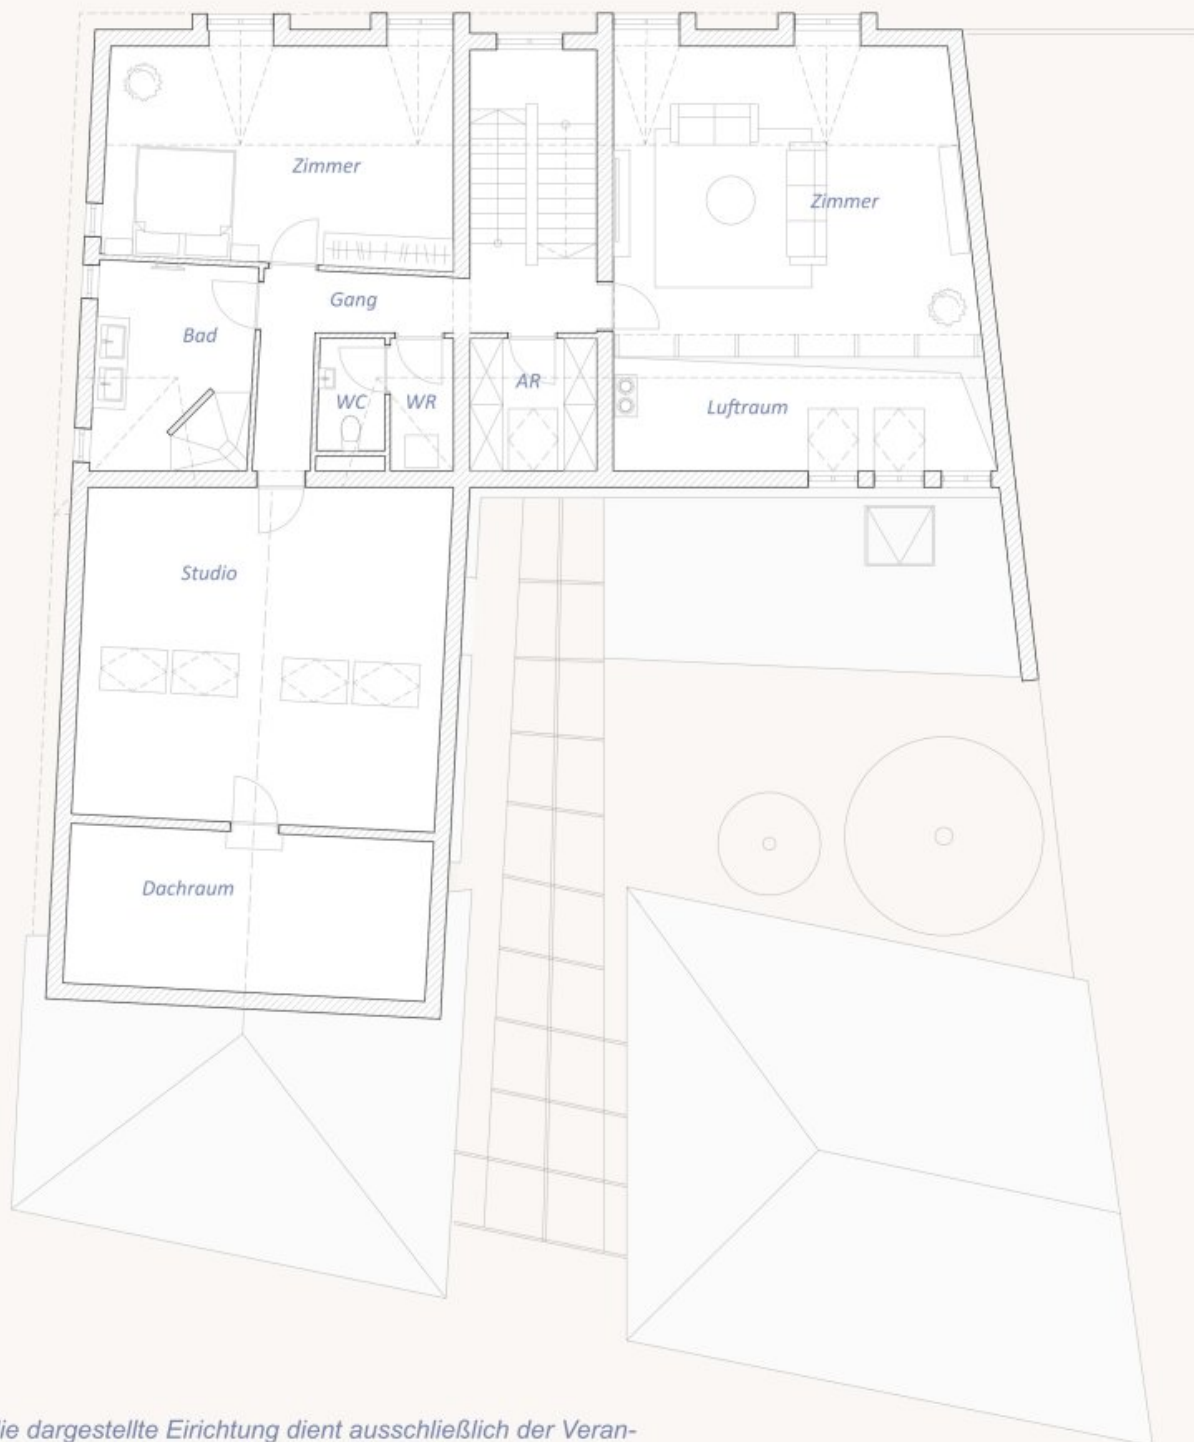 Zimmer
Zimmer
Gang
Bad
WC
WR
AR
Luftraum
Studio
Dachraum
ie dargestellte Eirichtung dient ausschließlich der Veran-